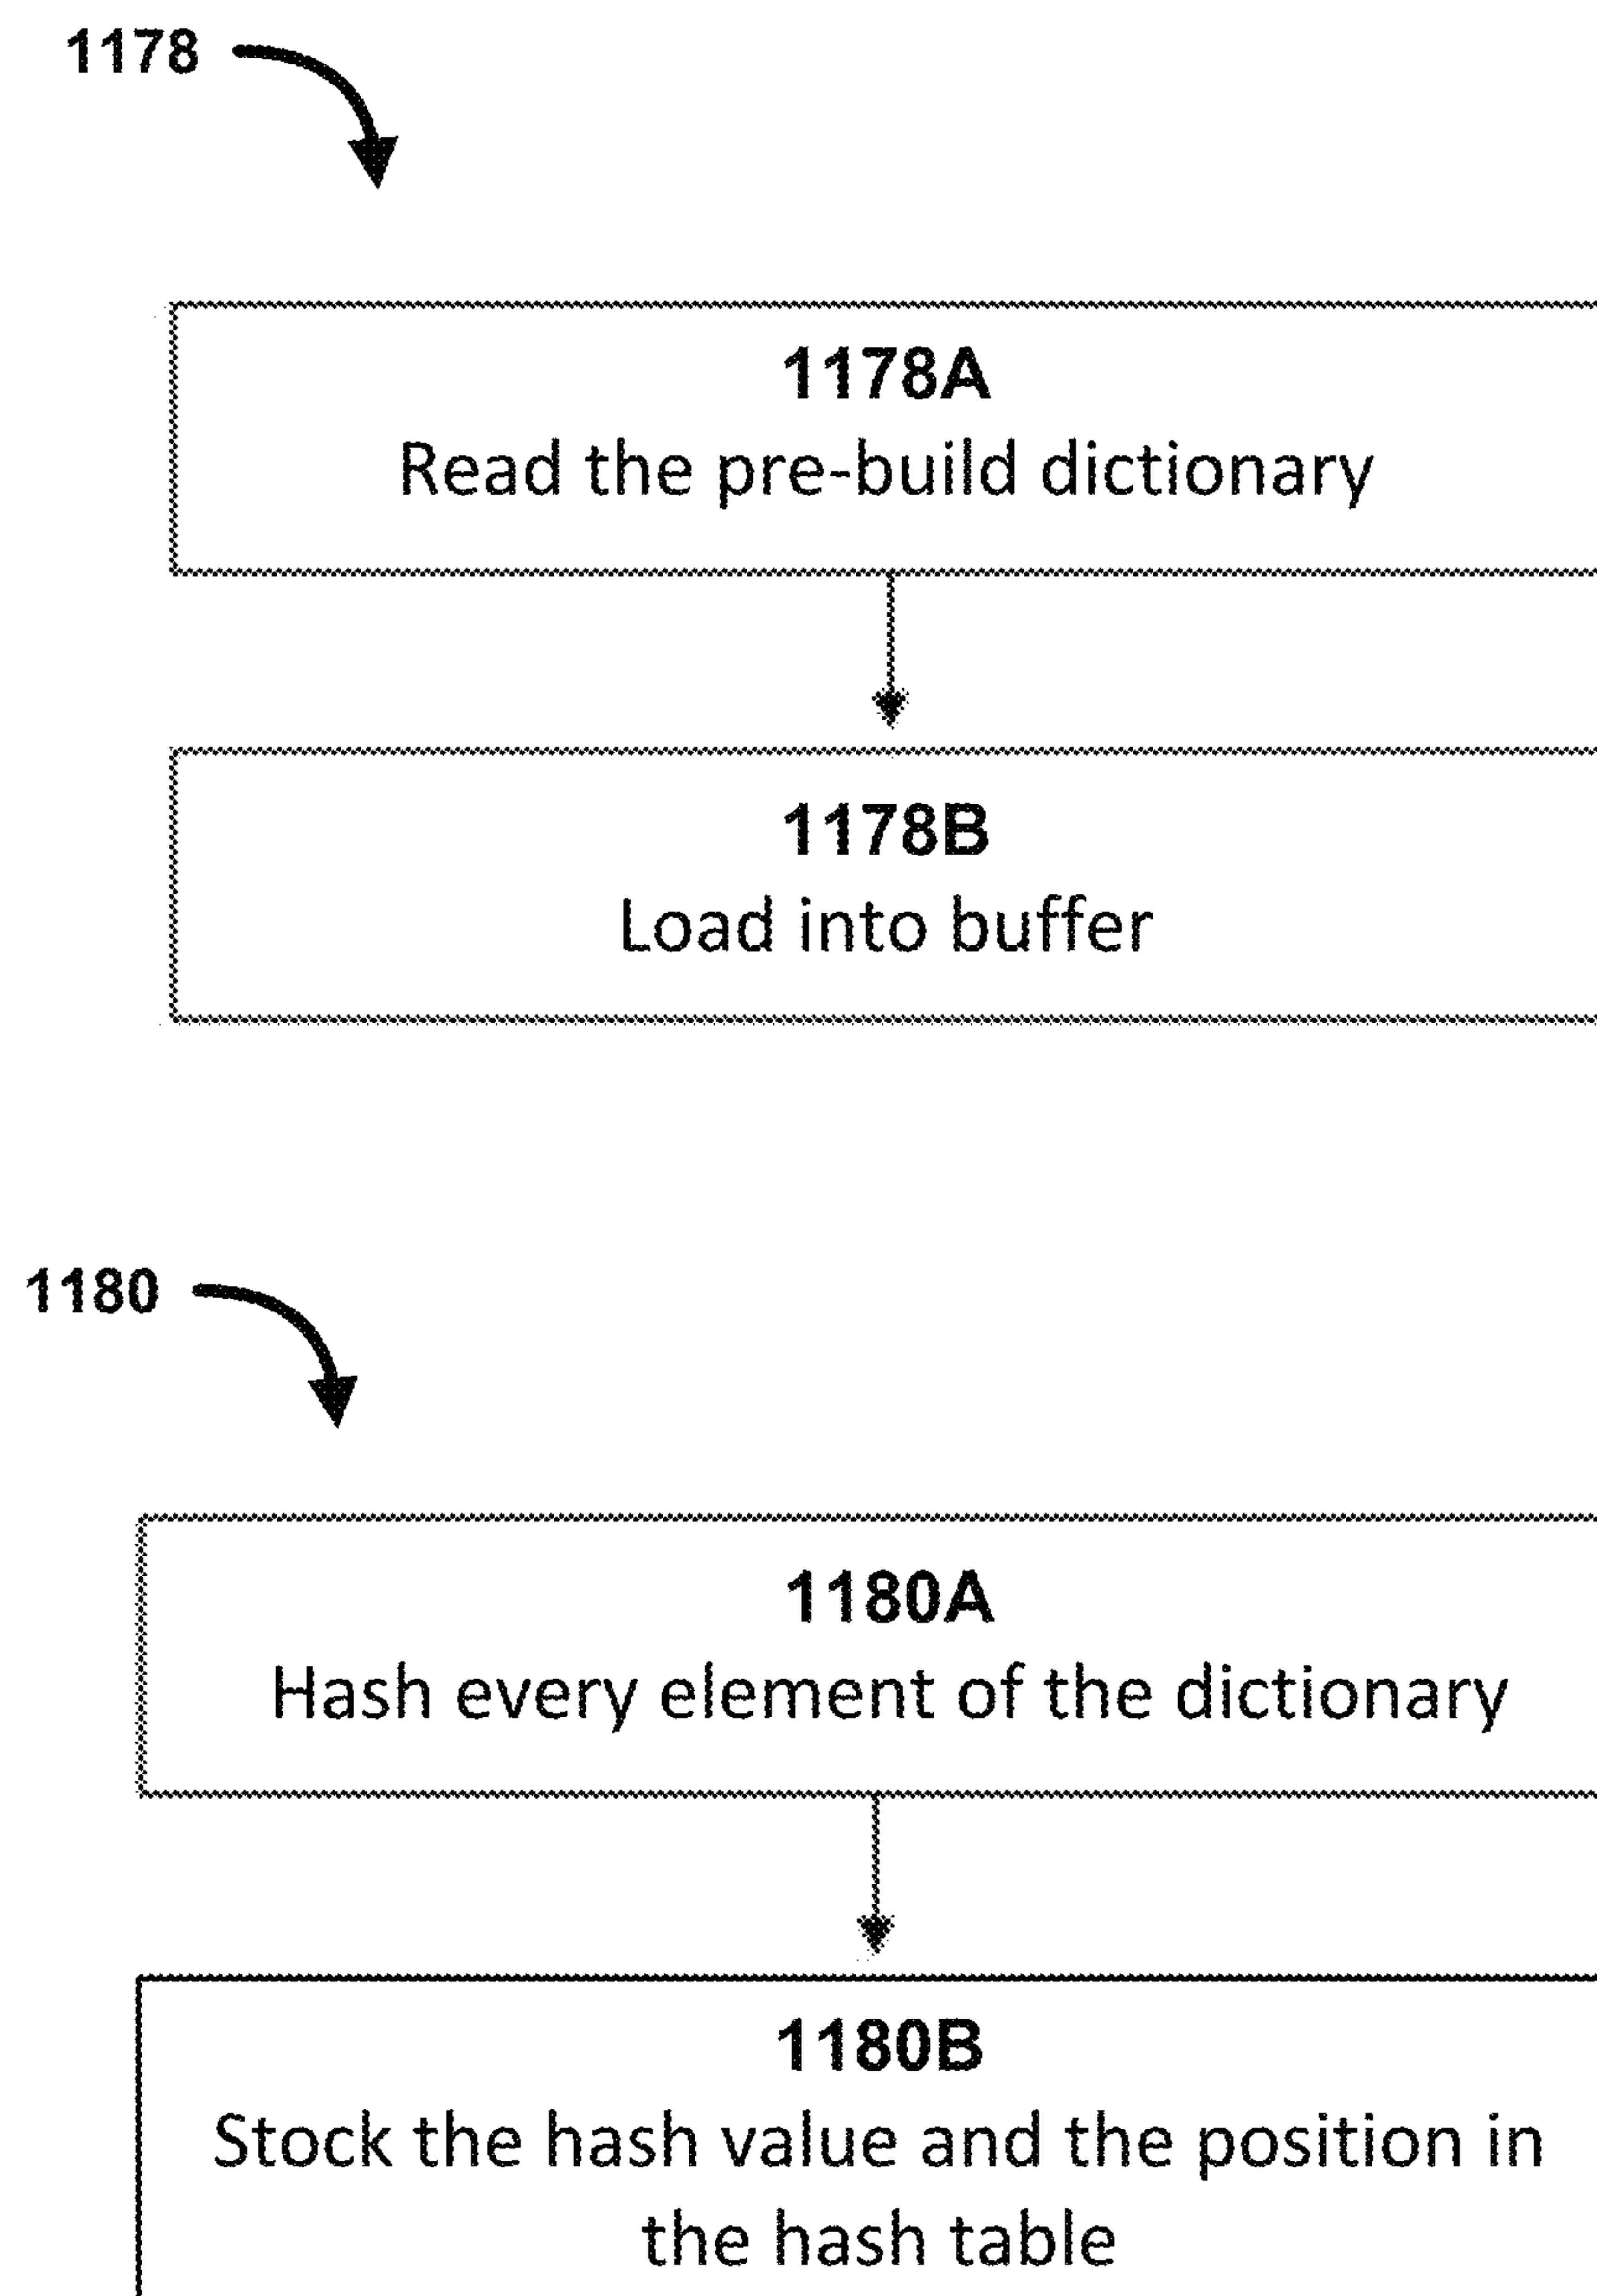 1178
1178A
Read the pre-build dictionary
1178B
Load into buffer
1180
1180A
Hash every element of the dictionary
1180B
Stock the hash value and the position in
the hash table